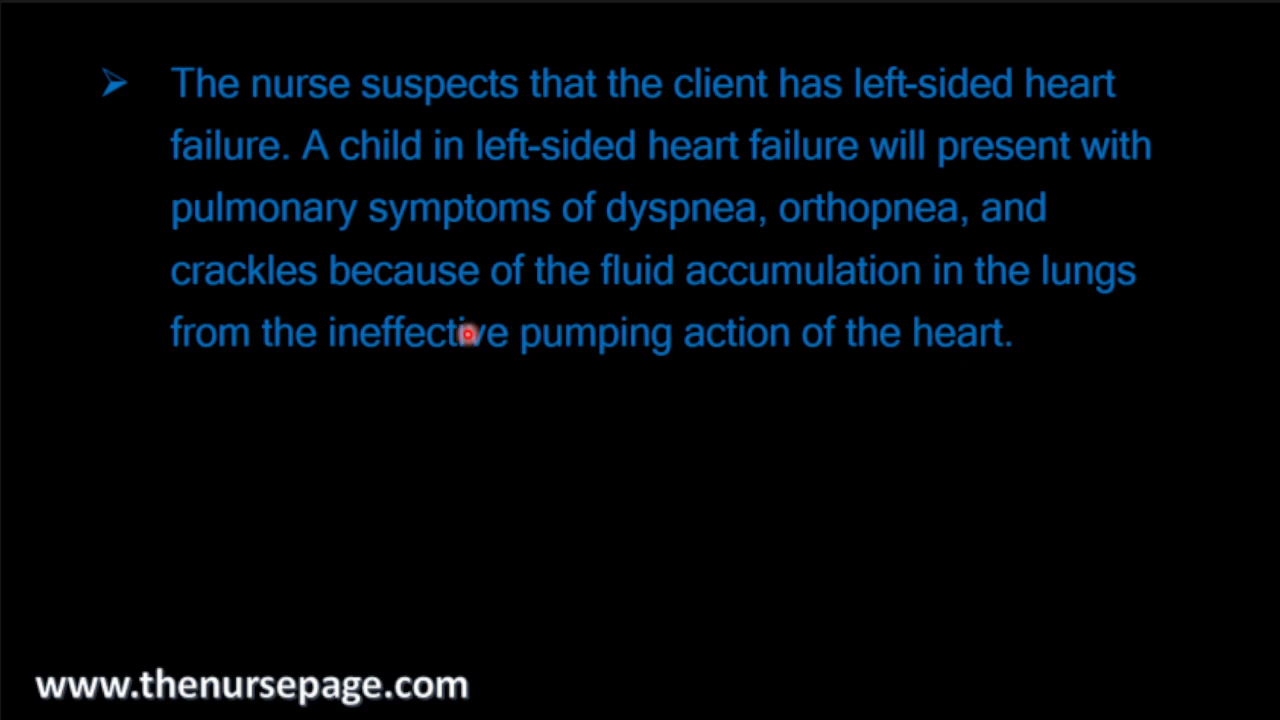 ➢ The nurse suspects that the client has left-sided heart
failure. A child in left-sided heart failure will present with
pulmonary symptoms of dyspnea, orthopnea, and
crackles because of the fluid accumulation in the lungs
from the ineffective pumping action of the heart.
www.thenursepage.com